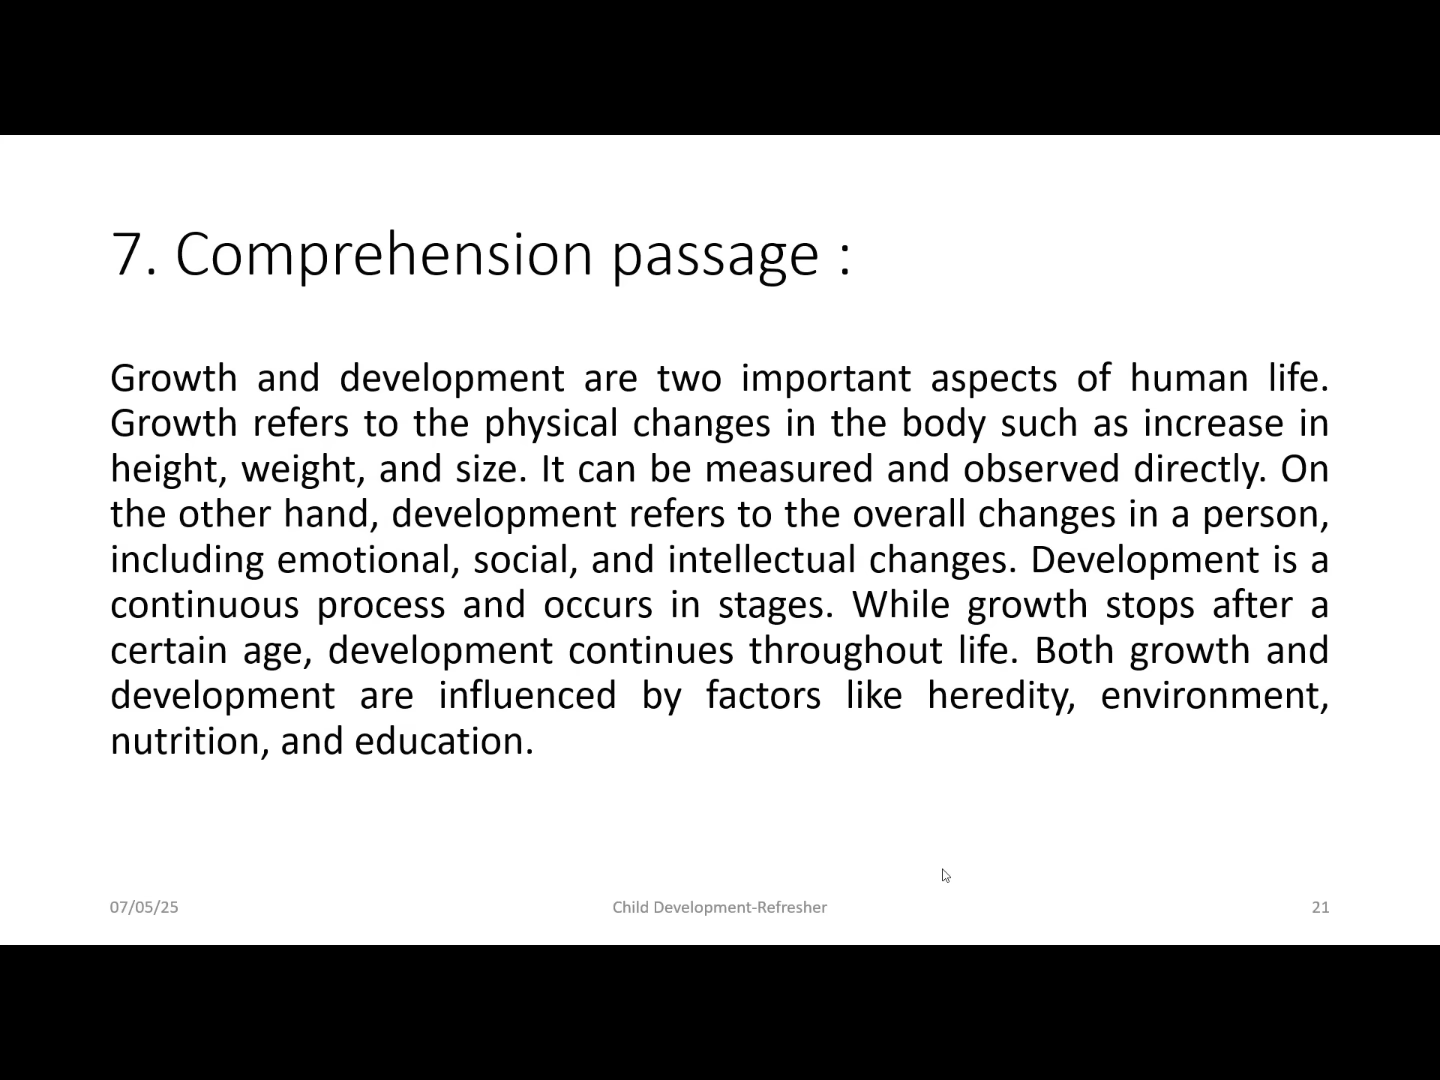 7. Comprehension passage :
Growth and development are two important aspects of human life.
Growth refers to the physical changes in the body such as increase in
height, weight, and size. It can be measured and observed directly. On
the other hand, development refers to the overall changes in a person,
including emotional, social, and intellectual changes. Development is a
continuous process and occurs in stages. While growth stops after a
certain age, development continues throughout life. Both growth and
development are influenced by factors like heredity, environment,
nutrition, and education.
07/05/25 Child Development-Refresher 21